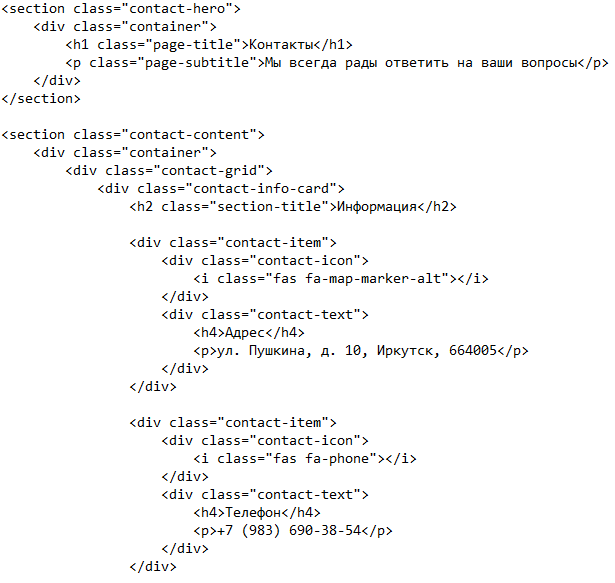 <section class="contact-hero">
    <div class="container">
        <h1 class="page-title">Контакты</h1>
        <p class="page-subtitle">Мы всегда рады ответить на ваши вопросы</p>
    </div>
</section>

<section class="contact-content">
    <div class="container">
        <div class="contact-grid">
            <div class="contact-info-card">
                <h2 class="section-title">Информация</h2>

                <div class="contact-item">
                    <div class="contact-icon">
                        <i class="fas fa-map-marker-alt"></i>
                    </div>
                    <div class="contact-text">
                        <h4>Адрес</h4>
                        <p>ул. Пушкина, д. 10, Иркутск, 664005</p>
                    </div>
                </div>

                <div class="contact-item">
                    <div class="contact-icon">
                        <i class="fas fa-phone"></i>
                    </div>
                    <div class="contact-text">
                        <h4>Телефон</h4>
                        <p>+7 (983) 690-38-54</p>
                    </div>
                </div>